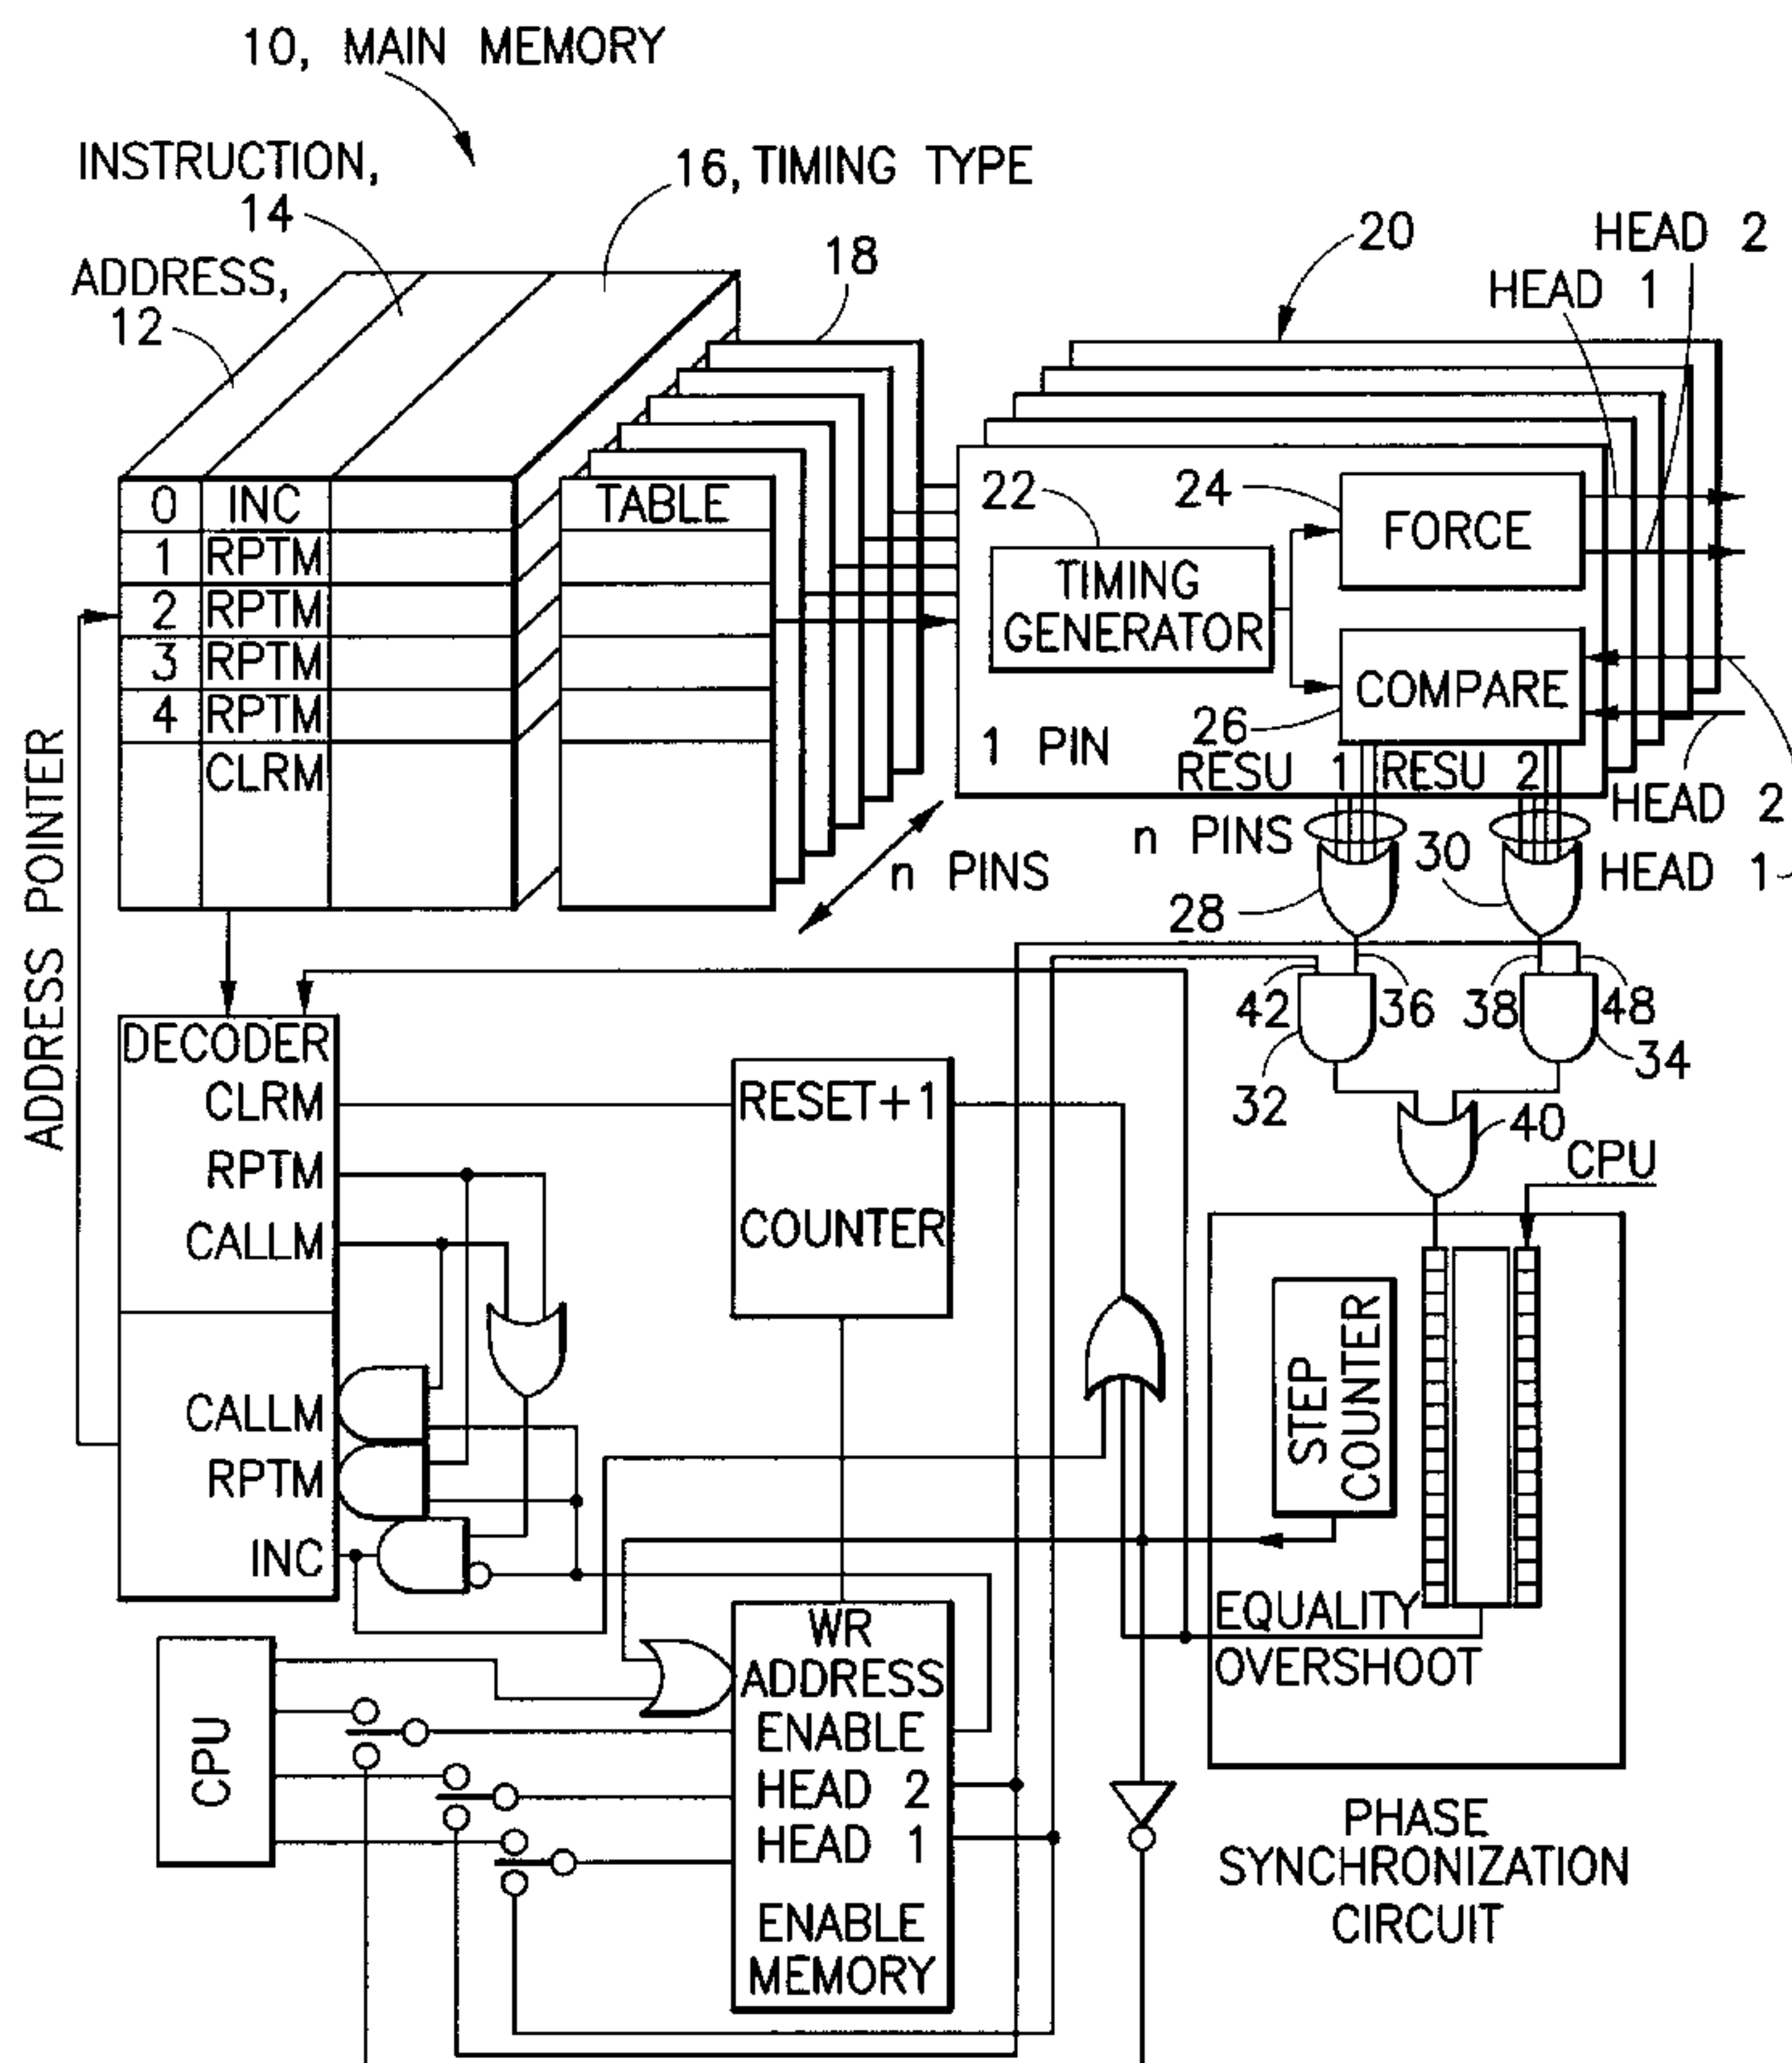 10, MAIN MEMORY
INSTRUCTION,
14
16, TIMING TYPE
ADDRESS,
12
18
20
HEAD 2
HEAD 1
0 INC
1 RPTM
2 RPTM
3 RPTM
4 RPTM
CLRM
TABLE
22
24
FORCE
TIMING
GENERATOR
COMPARE
26
1 PIN
RESU 1
RESU 2
HEAD 2
HEAD 1
n PINS
n PINS
28
30
ADDRESS POINTER
42
36
38
48
32
34
40
CPU
DECODER
CLRM
RPTM
CALLM
CALLM
RPTM
INC
RESET+1
COUNTER
STEP
COUNTER
EQUALITY
OVERSHOOT
PHASE
SYNCHRONIZATION
CIRCUIT
CPU
WR
ADDRESS
ENABLE
HEAD 2
HEAD 1
ENABLE
MEMORY